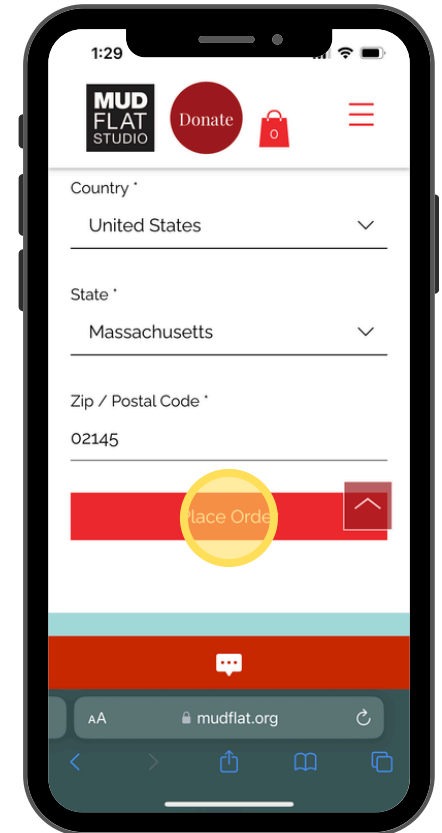 1:29
MUD
FLAT
STUDIO
Donate
0
Country *
United States
State *
Massachusetts
Zip / Postal Code *
02145
Place Orde
AA
mudflat.org